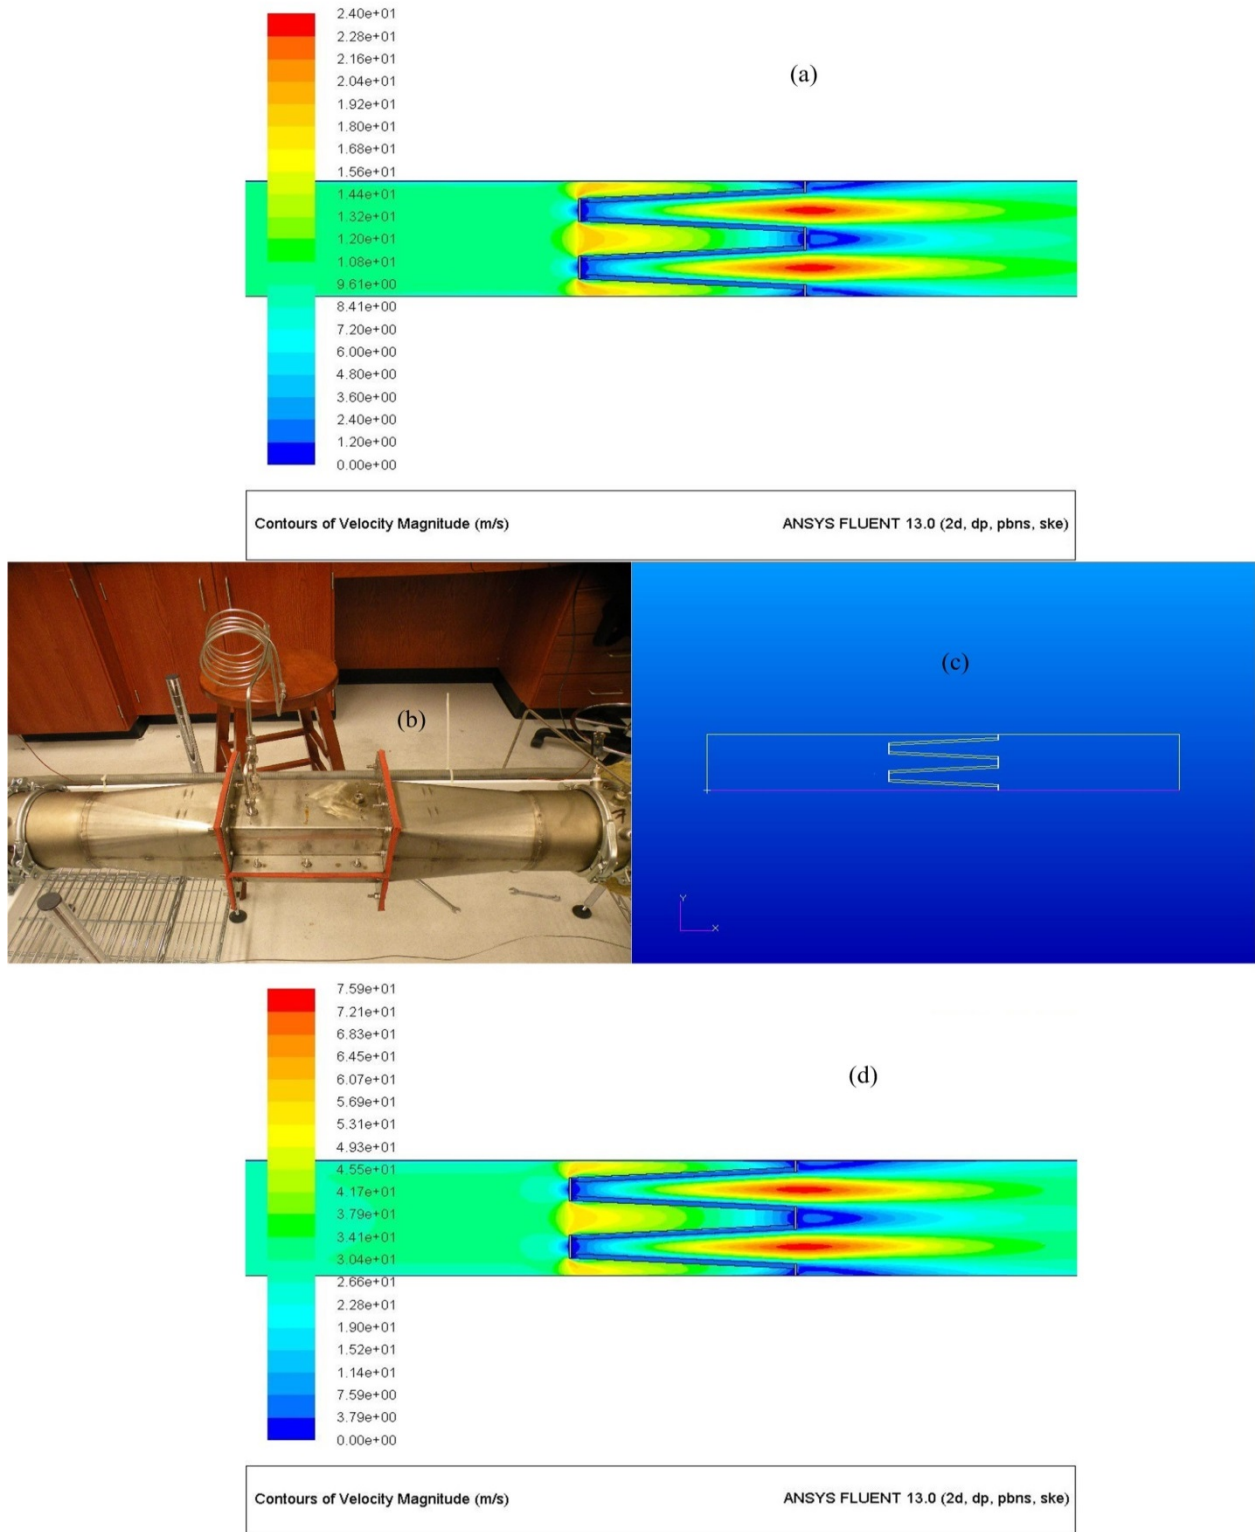 2.40e+01
2.28e+01
2.16e+01
2.04e+01
1.92e+01
1.80e+01
1.68e+01
1.56e+01
1.44e+01
1.32e+01
1.20e+01
1.08e+01
9.61e+00
8.41e+00
7.20e+00
6.00e+00
4.80e+00
3.60e+00
2.40e+00
1.20e+00
0.00e+00
(a)
Contours of Velocity Magnitude (m/s)
ANSYS FLUENT 13.0 (2d, dp, pbns, ske)
(b)
(c)
Y
X
7.59e+01
7.21e+01
6.83e+01
6.45e+01
6.07e+01
5.69e+01
5.31e+01
4.93e+01
4.55e+01
4.17e+01
3.79e+01
3.41e+01
3.04e+01
2.66e+01
2.28e+01
1.90e+01
1.52e+01
1.14e+01
7.59e+00
3.79e+00
0.00e+00
(d)
Contours of Velocity Magnitude (m/s)
ANSYS FLUENT 13.0 (2d, dp, pbns, ske)